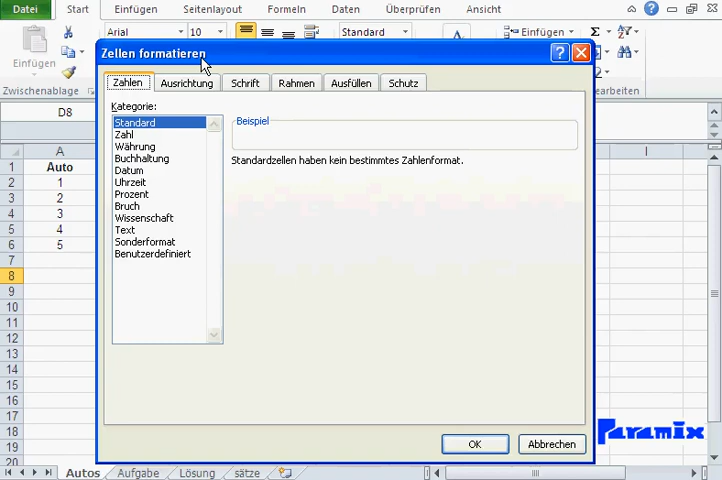 Datei Start Einfügen Seitenlayout Formeln Daten Überprüfen Ansicht
Arial 10 Standard Einfügen Σ
Einfügen
Zwischenablage earbeiten
Zellen formatieren
Zahlen Ausrichtung Schrift Rahmen Ausfüllen Schutz
Kategorie:
Standard
Zahl
Währung
Buchhaltung
Datum
Uhrzeit
Prozent
Bruch
Wissenschaft
Text
Sonderformat
Benutzerdefiniert
Beispiel
Standardzellen haben kein bestimmtes Zahlenformat.
OK Abbrechen
D8
A I
1 Auto
2 1
3 2
4 3
5 4
6 5
7
8
9
10
11
12
13
14
15
16
17
18
19
20
Paramix
Autos Aufgabe Lösung sätze